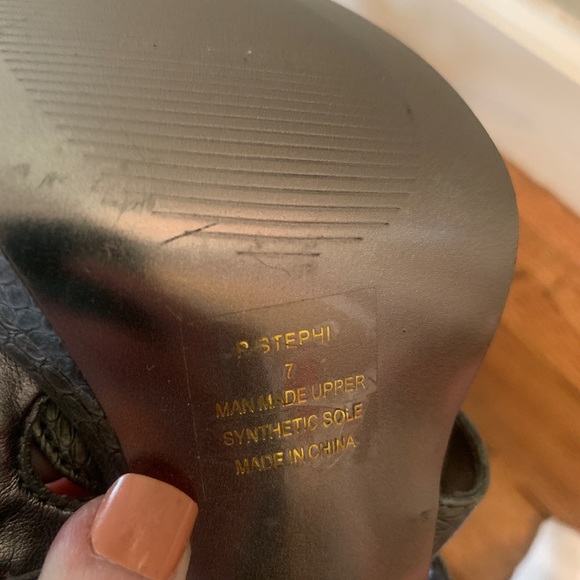 P-STEPHI
7
MAN MADE UPPER
SYNTHETIC SOLE
MADE IN CHINA